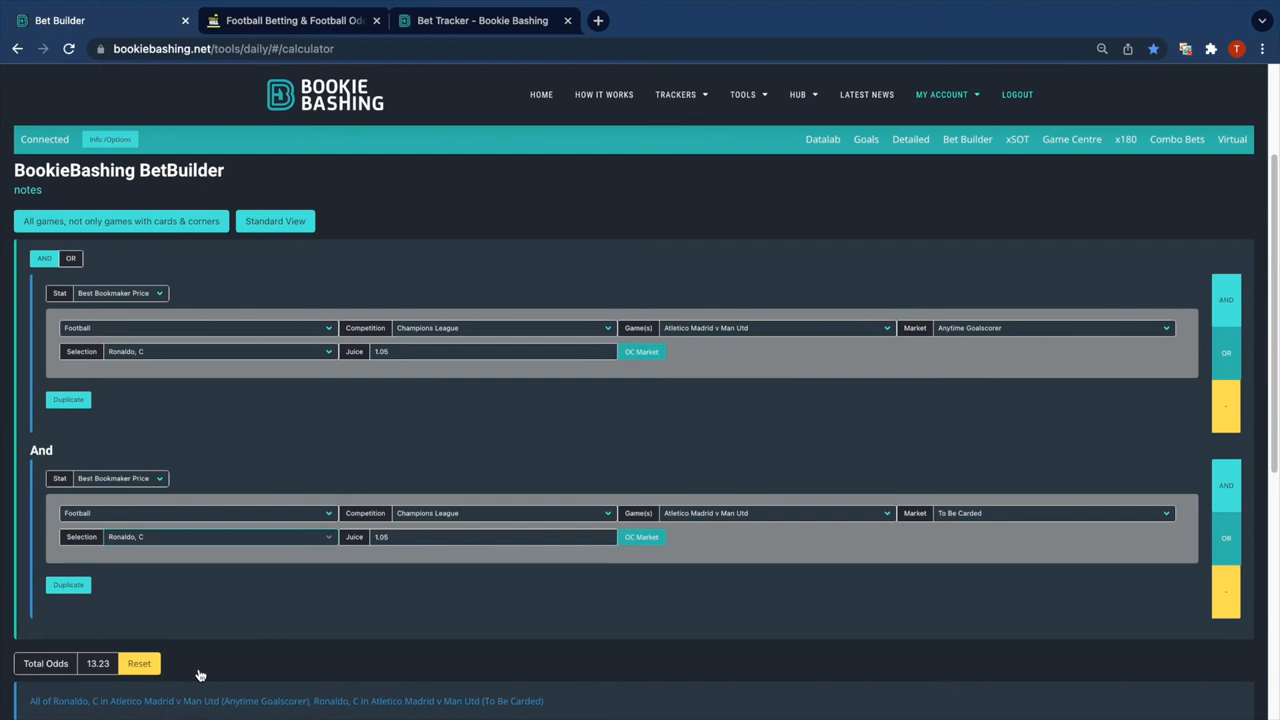 Bet Builder
Football Betting & Football Od
Bet Tracker - Bookie Bashing
bookiebashing.net/tools/daily/#/calculator
T
BOOKIE
BASHING
HOME HOW IT WORKS TRACKERS TOOLS HUB LATEST NEWS MY ACCOUNT LOGOUT
Connected Info /Options Datalab Goals Detailed Bet Builder xSOT Game Centre x180 Combo Bets Virtual
BookieBashing BetBuilder
notes
All games, not only games with cards & corners Standard View
AND OR
Stat Best Bookmaker Price AND
Football Competition Champions League Game(s) Atletico Madrid v Man Utd Market Anytime Goalscorer
Selection Ronaldo, C Juice 1.05 OC Market OR
Duplicate -
And
Stat Best Bookmaker Price AND
Football Competition Champions League Game(s) Atletico Madrid v Man Utd Market To Be Carded
Selection Ronaldo, C Juice 1.05 OC Market OR
Duplicate -
Total Odds 13.23 Reset
All of Ronaldo, C in Atletico Madrid v Man Utd (Anytime Goalscorer), Ronaldo, C in Atletico Madrid v Man Utd (To Be Carded)